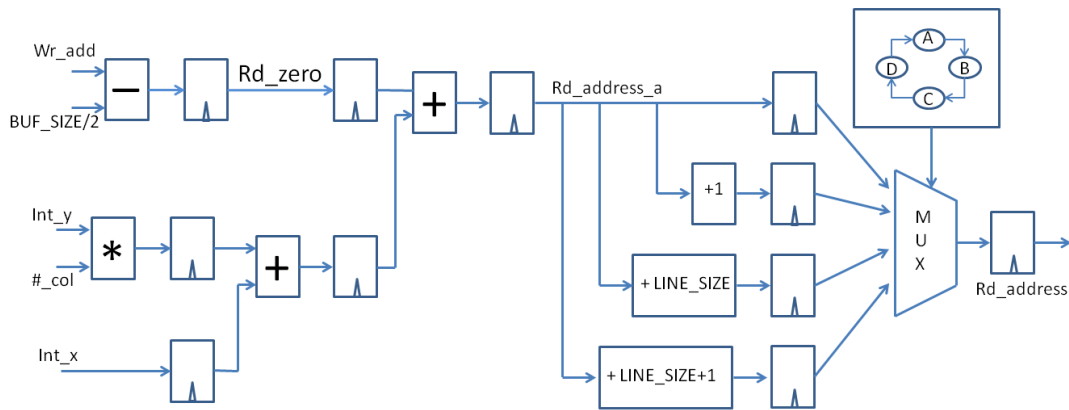 Wr_add
−
BUF_SIZE/2
Rd_zero
+
Rd_address_a
A
B
C
D
+1
Int_y
*
#_col
+
+ LINE_SIZE
M
U
X
Rd_address
Int_x
+ LINE_SIZE+1